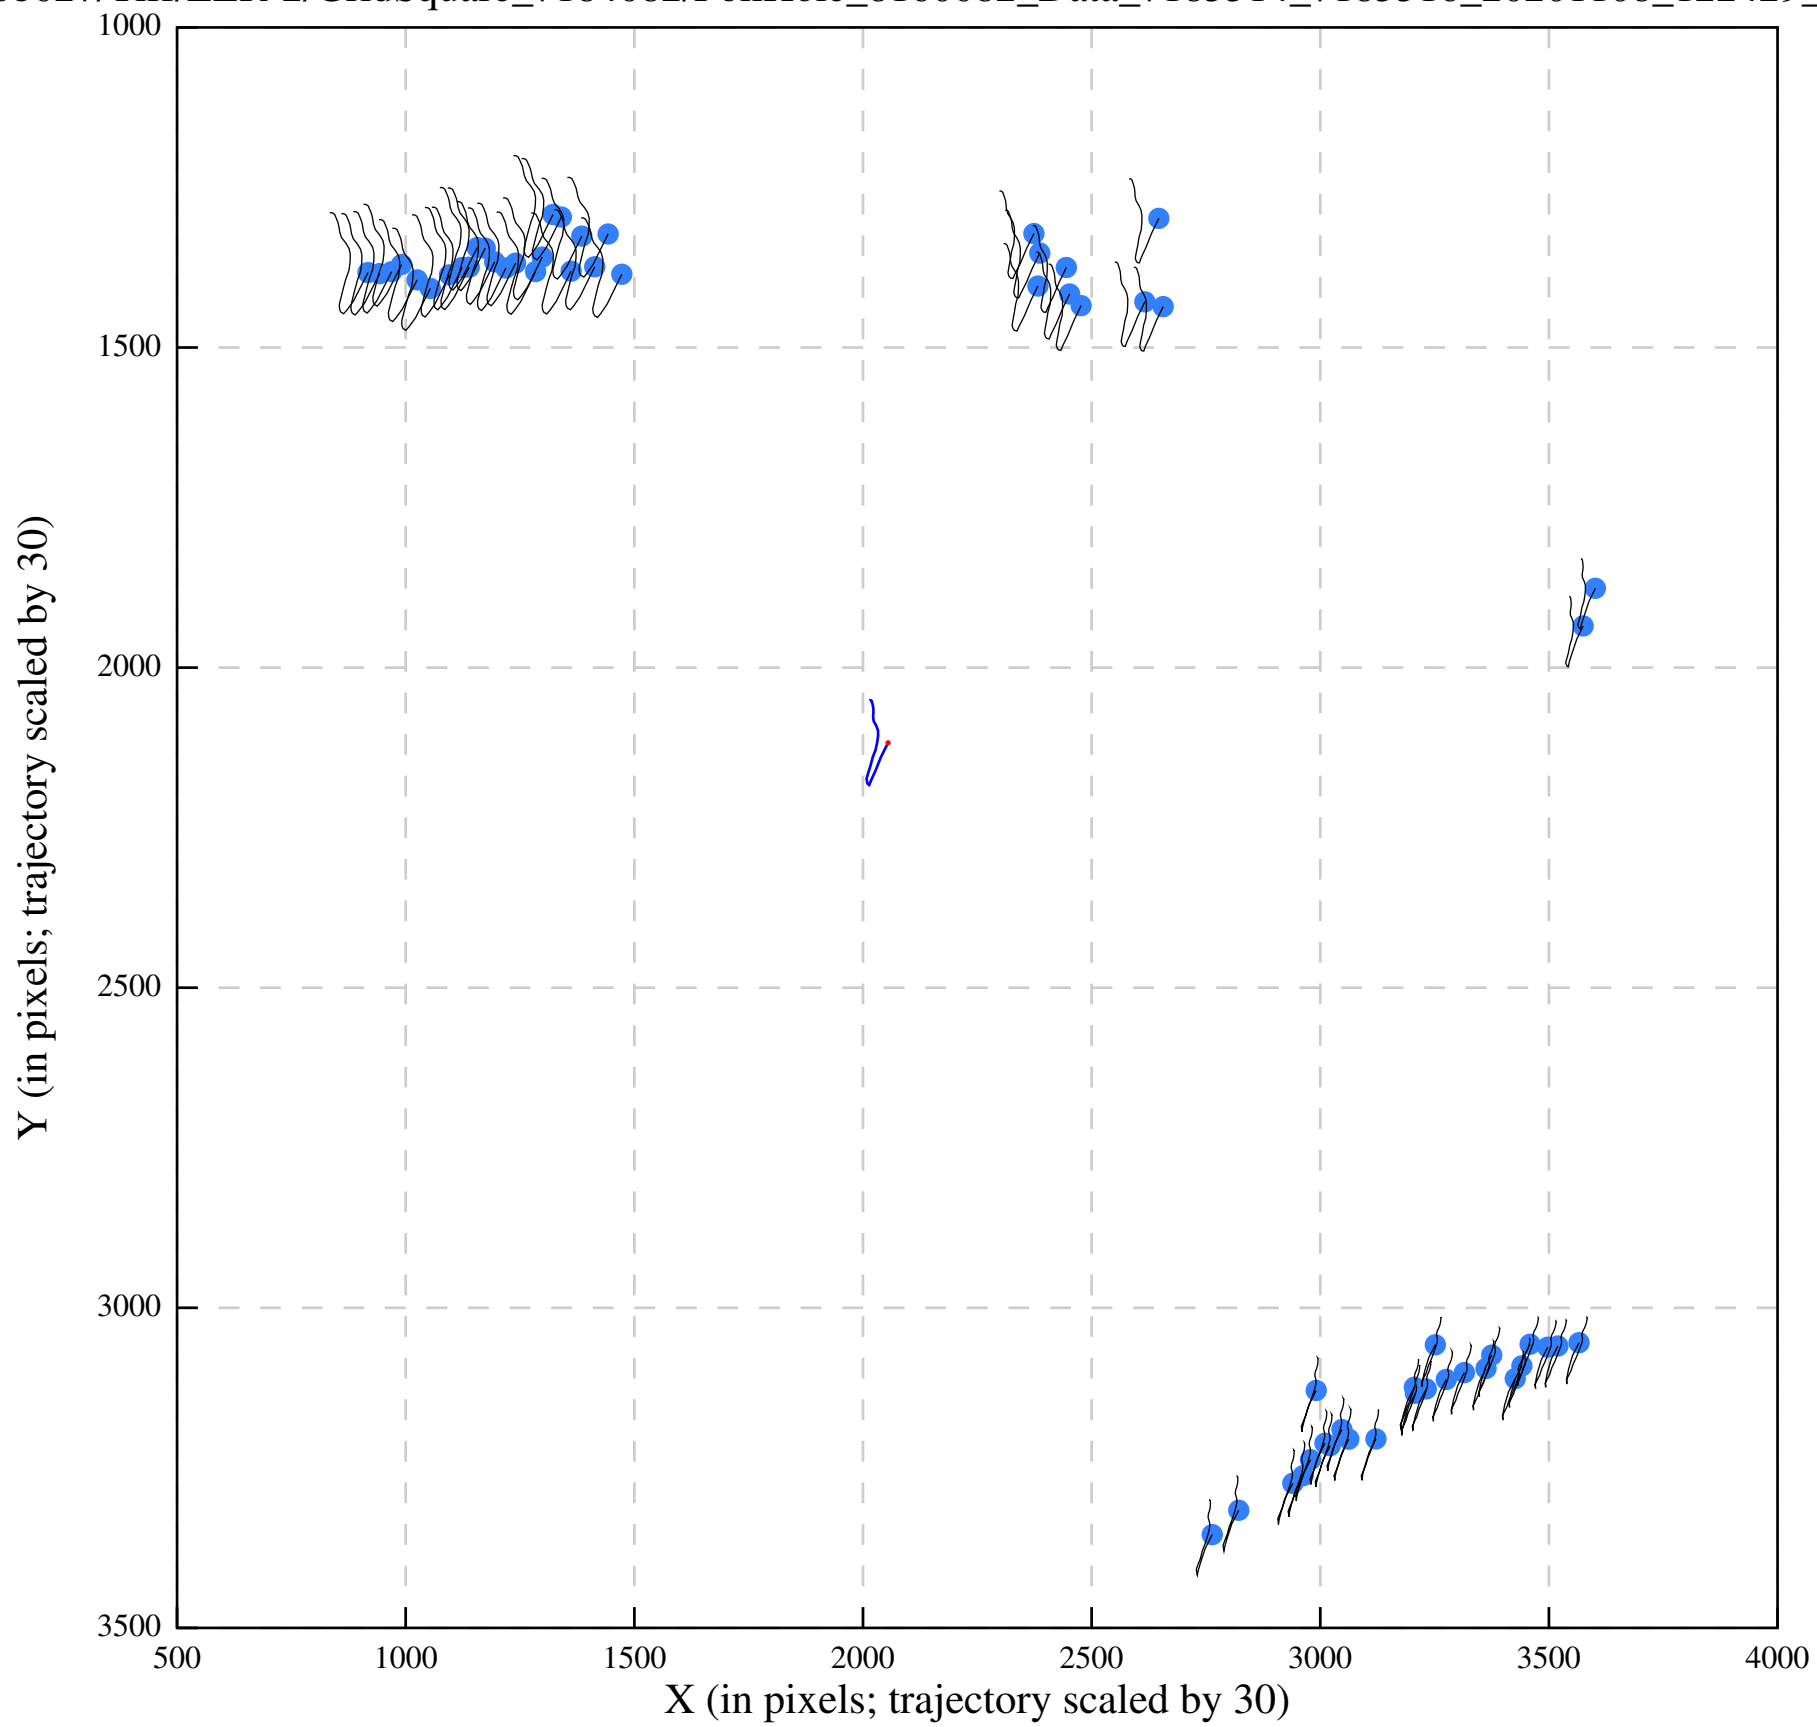 1000
1500
2000
2500
3000
3500
500 1000 1500 2000 2500 3000 3500 4000
X (in pixels; trajectory scaled by 30)
Y (in pixels; trajectory scaled by 30)